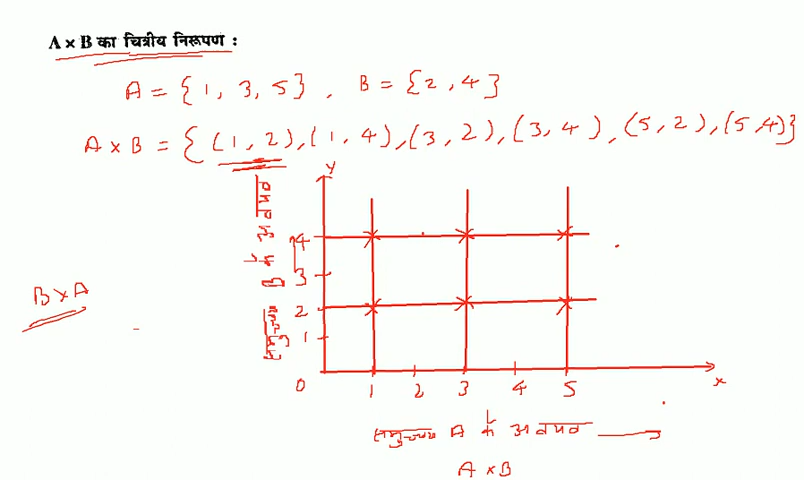 A × B का चित्रीय निरूपण :
A = {1, 3, 5} , B = {2, 4}
A × B = {(1, 2), (1, 4), (3, 2), (3, 4), (5, 2), (5, 4)}
y
समुच्चय B के अवयव
4
3
2
1
B × A
0 1 2 3 4 5 x
समुच्चय A के अवयव
A × B